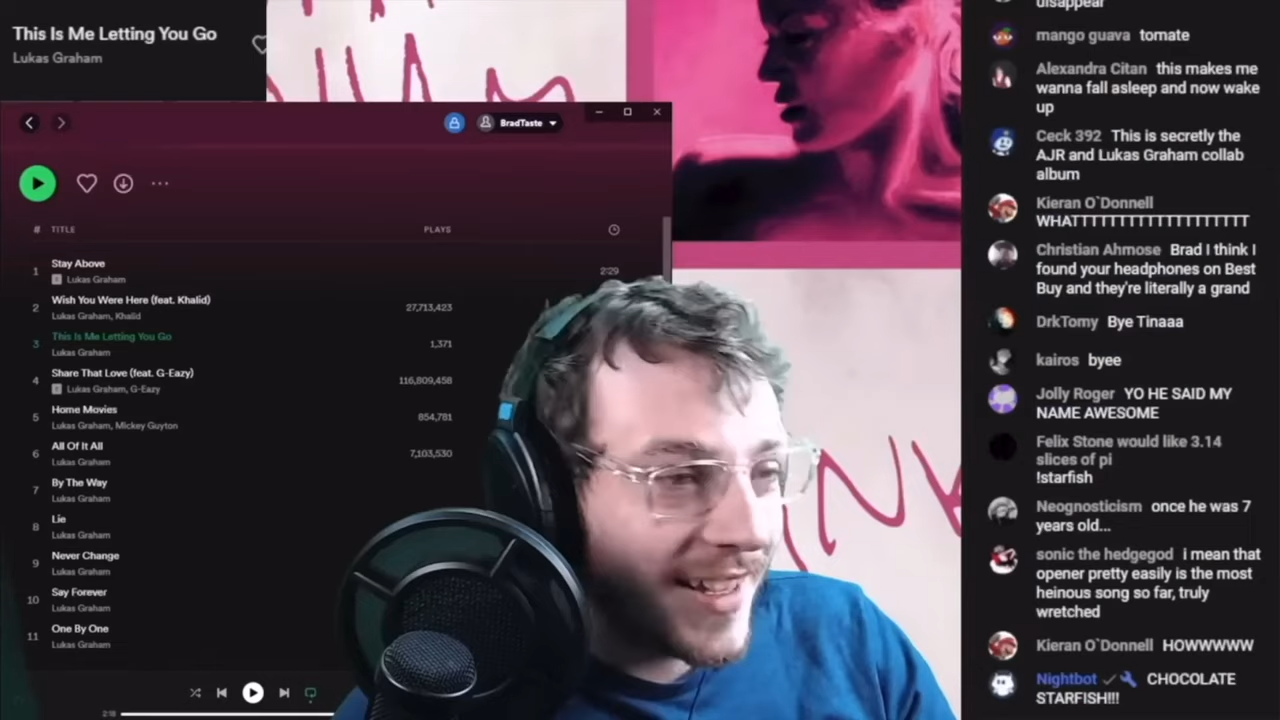 This Is Me Letting You Go
Lukas Graham
BradTaste
# TITLE PLAYS
1 Stay Above 2:29
E Lukas Graham
2 Wish You Were Here (feat. Khalid) 27,713,423
Lukas Graham, Khalid
3 This Is Me Letting You Go 1,371
Lukas Graham
4 Share That Love (feat. G-Eazy) 116,809,458
E Lukas Graham, G-Eazy
5 Home Movies 854,781
Lukas Graham, Mickey Guyton
6 All Of It All 7,103,530
Lukas Graham
7 By The Way
Lukas Graham
8 Lie
Lukas Graham
9 Never Change
Lukas Graham
10 Say Forever
Lukas Graham
11 One By One
Lukas Graham
2:18
disappear
mango guava tomate
Alexandra Citan this makes me
wanna fall asleep and now wake
up
Ceck 392 This is secretly the
AJR and Lukas Graham collab
album
Kieran O`Donnell
WHATTTTTTTTTTTTTTTTTTT
Christian Ahmose Brad I think I
found your headphones on Best
Buy and they're literally a grand
DrkTomy Bye Tinaaa
kairos byee
Jolly Roger YO HE SAID MY
NAME AWESOME
Felix Stone would like 3.14
slices of pi
!starfish
Neognosticism once he was 7
years old...
sonic the hedgegod i mean that
opener pretty easily is the most
heinous song so far, truly
wretched
Kieran O`Donnell HOWWWWW
Nightbot CHOCOLATE
STARFISH!!!